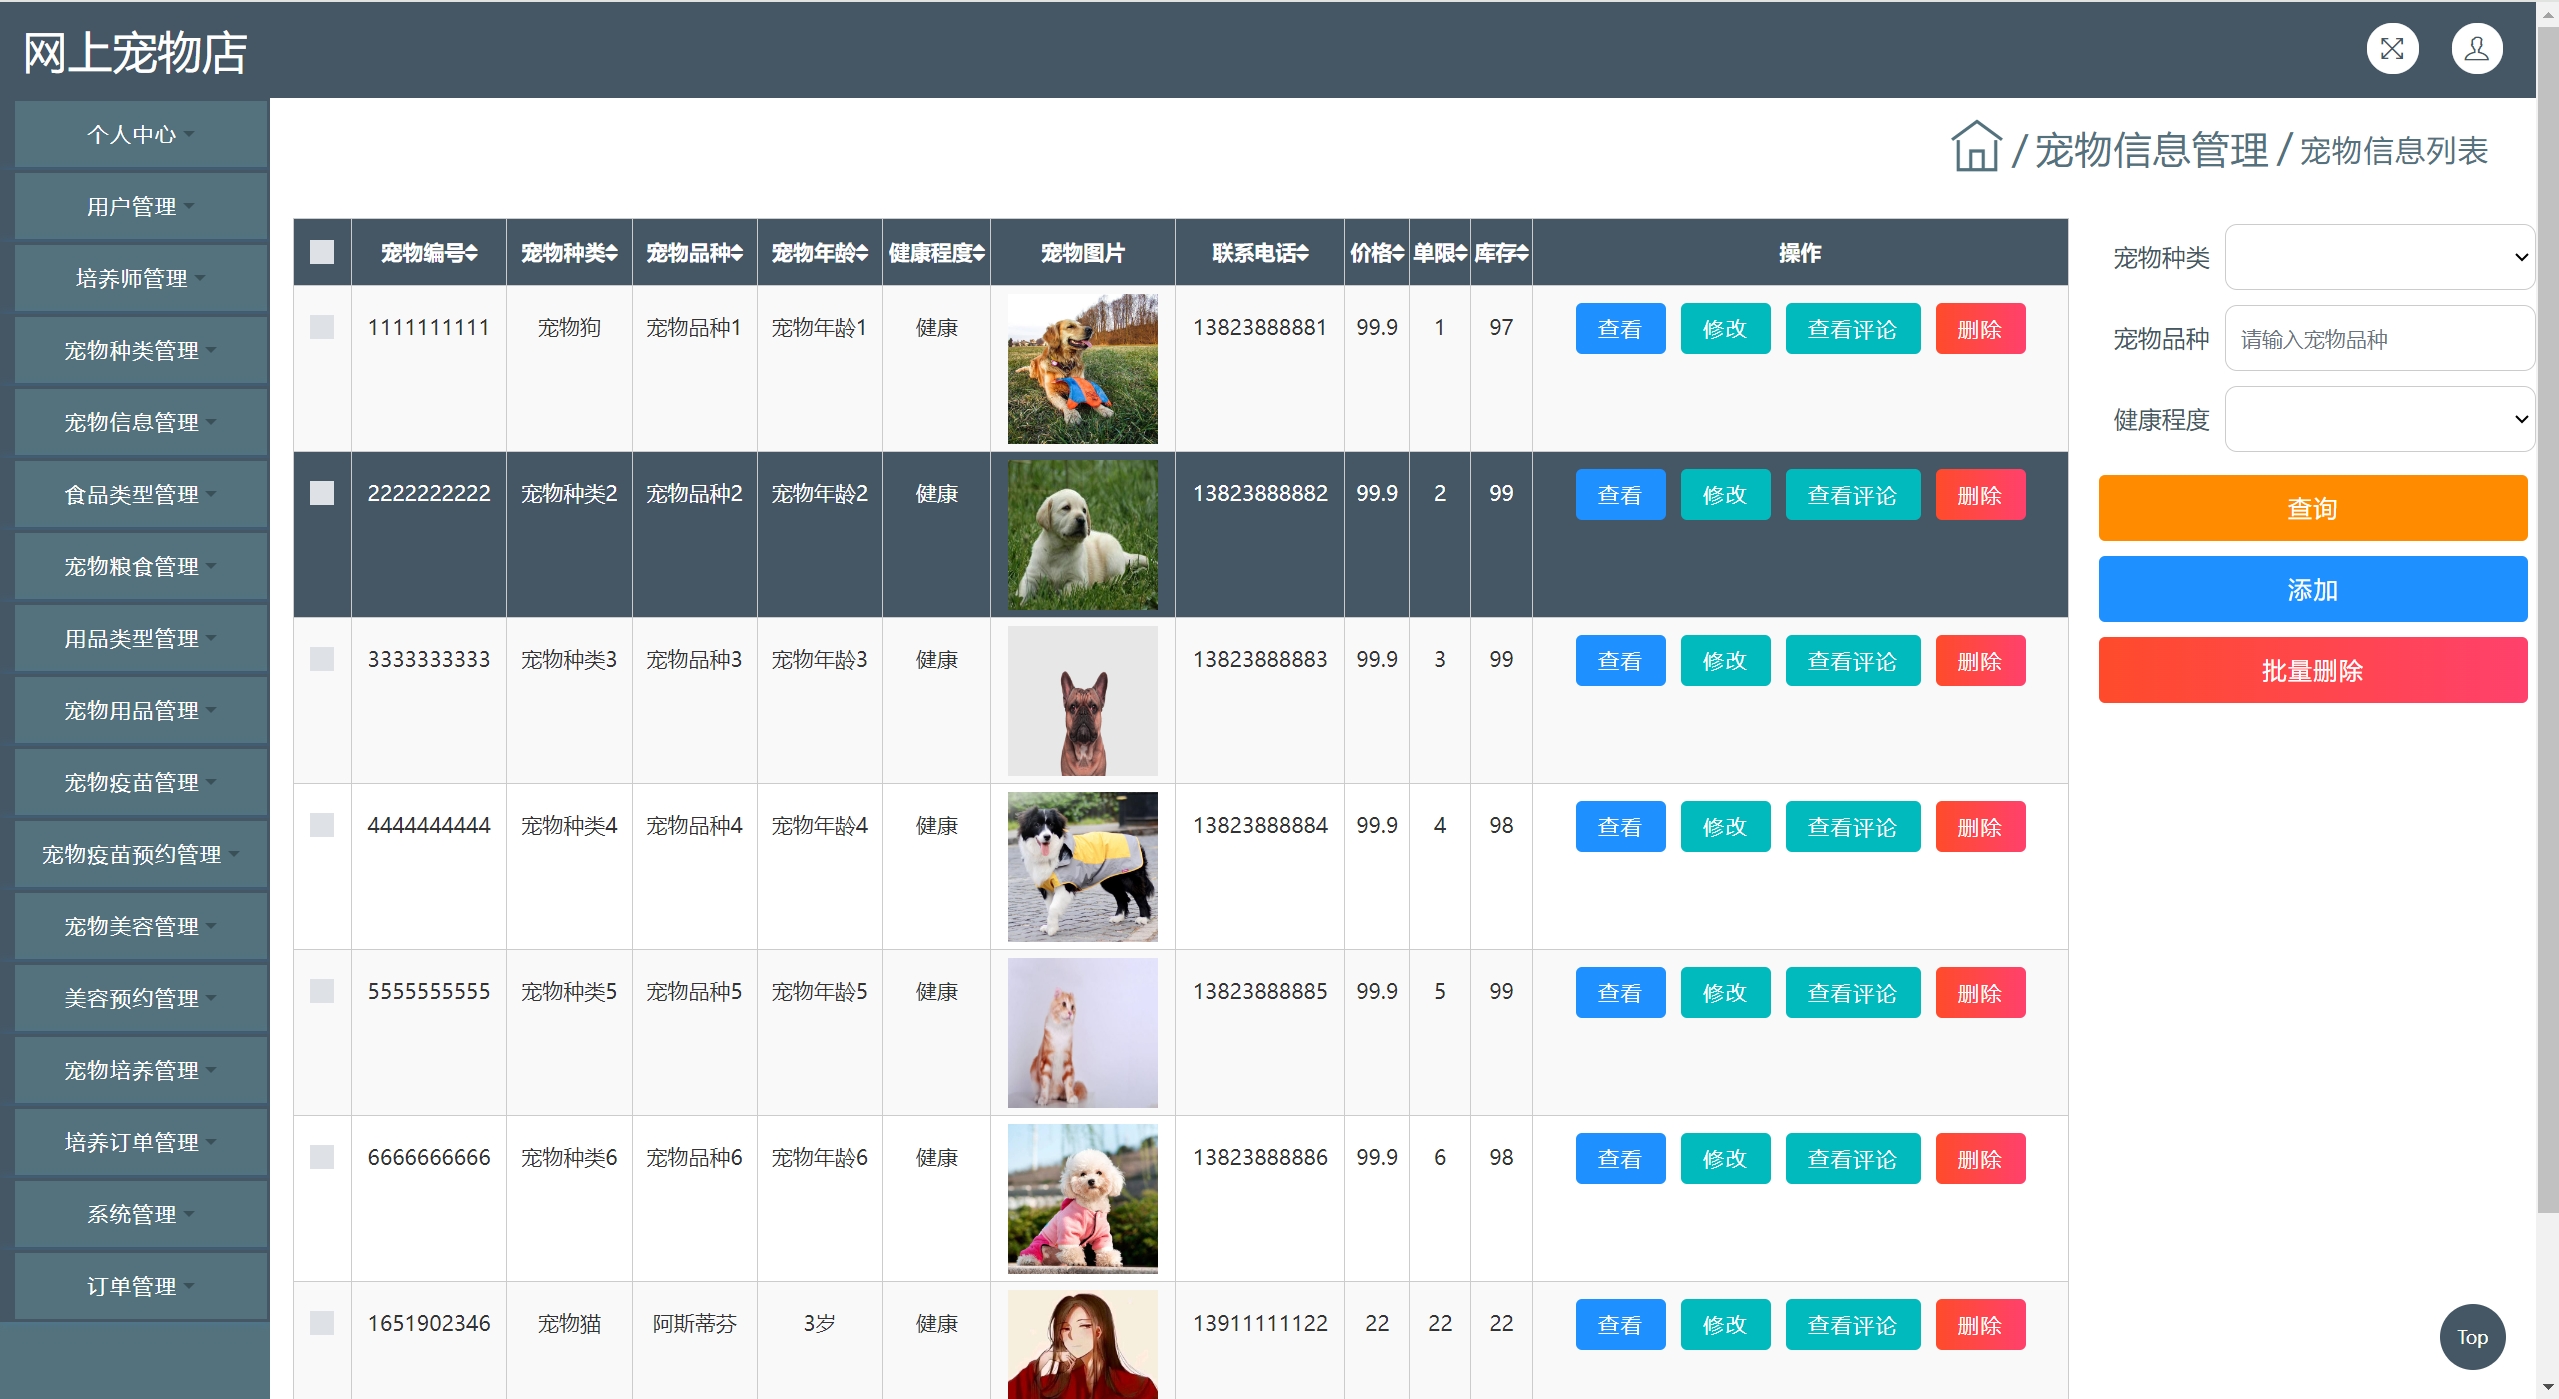 网上宠物店
个人中心
用户管理
培养师管理
宠物种类管理
宠物信息管理
食品类型管理
宠物粮食管理
用品类型管理
宠物用品管理
宠物疫苗管理
宠物疫苗预约管理
宠物美容管理
美容预约管理
宠物培养管理
培养订单管理
系统管理
订单管理
/ 宠物信息管理 / 宠物信息列表
宠物编号 宠物种类 宠物品种 宠物年龄 健康程度 宠物图片 联系电话 价格 单限 库存 操作
1111111111 宠物狗 宠物品种1 宠物年龄1 健康 13823888881 99.9 1 97 查看 修改 查看评论 删除
2222222222 宠物种类2 宠物品种2 宠物年龄2 健康 13823888882 99.9 2 99 查看 修改 查看评论 删除
3333333333 宠物种类3 宠物品种3 宠物年龄3 健康 13823888883 99.9 3 99 查看 修改 查看评论 删除
4444444444 宠物种类4 宠物品种4 宠物年龄4 健康 13823888884 99.9 4 98 查看 修改 查看评论 删除
5555555555 宠物种类5 宠物品种5 宠物年龄5 健康 13823888885 99.9 5 99 查看 修改 查看评论 删除
6666666666 宠物种类6 宠物品种6 宠物年龄6 健康 13823888886 99.9 6 98 查看 修改 查看评论 删除
1651902346 宠物猫 阿斯蒂芬 3岁 健康 13911111122 22 22 22 查看 修改 查看评论 删除
宠物种类
宠物品种 请输入宠物品种
健康程度
查询
添加
批量删除
Top